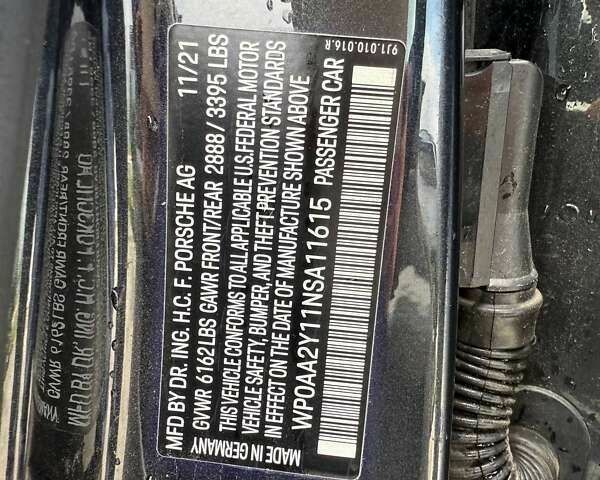 MFD BY DR. ING. H.C. F. PORSCHE AG 11/21
GVWR 6162 LBS GAWR FRONT/REAR 2888 / 3395 LBS
THIS VEHICLE CONFORMS TO ALL APPLICABLE U.S. FEDERAL MOTOR
VEHICLE SAFETY, BUMPER, AND THEFT PREVENTION STANDARDS
IN EFFECT ON THE DATE OF MANUFACTURE SHOWN ABOVE
WP0AA2Y11NSA11615 PASSENGER CAR
MADE IN GERMANY
9J1.010.016.R